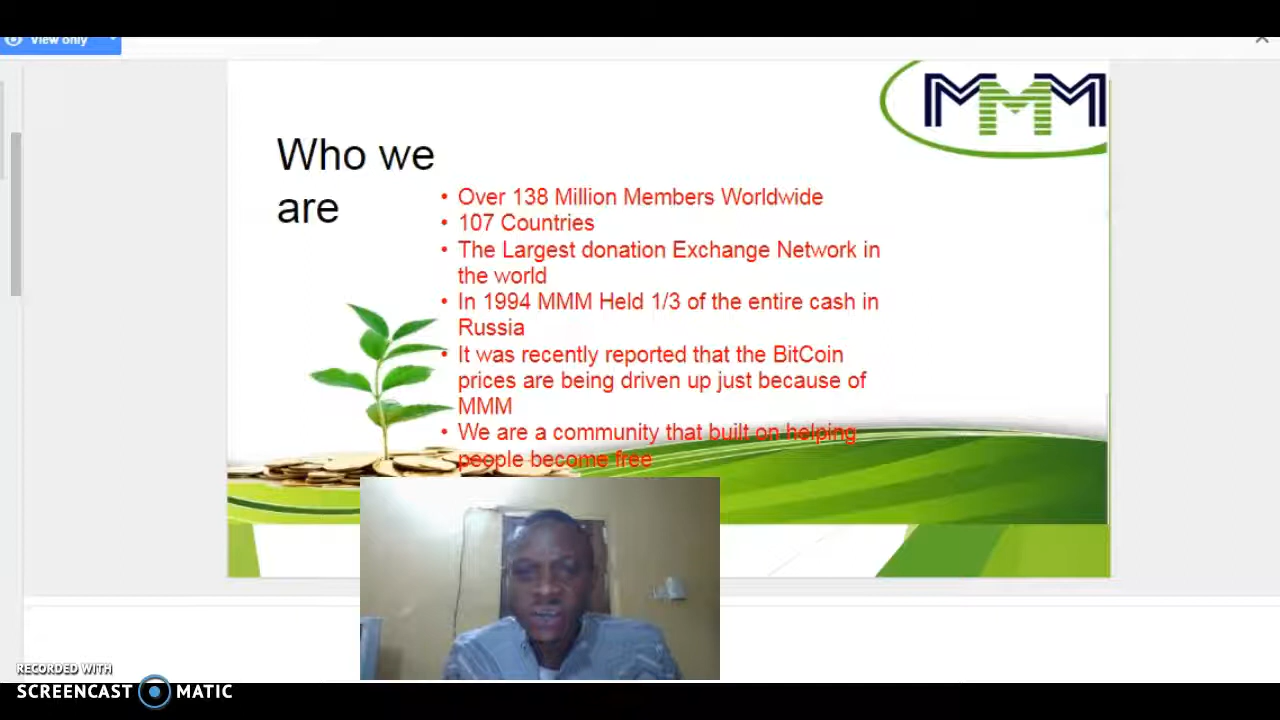 View only
MMM
Who we
are
• Over 138 Million Members Worldwide
• 107 Countries
• The Largest donation Exchange Network in
the world
• In 1994 MMM Held 1/3 of the entire cash in
Russia
• It was recently reported that the BitCoin
prices are being driven up just because of
MMM
• We are a community that built on helping
people become free
RECORDED WITH
SCREENCAST MATIC